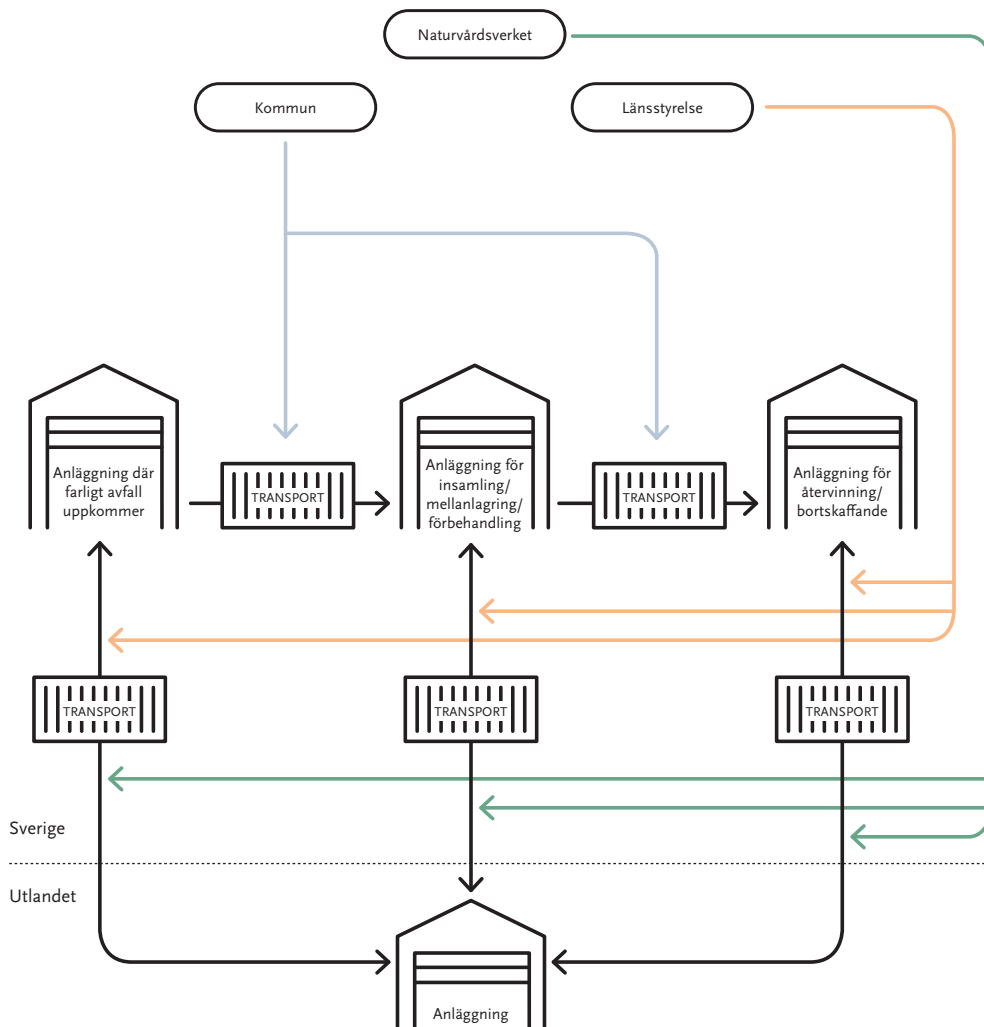 Naturvårdsverket
Kommun
Länsstyrelse
Anläggning där
farligt avfall
uppkommer
TRANSPORT
Anläggning för
insamling/
mellanlagring/
förbehandling
TRANSPORT
Anläggning för
återvinning/
bortskaffande
TRANSPORT
TRANSPORT
TRANSPORT
Sverige
Utlandet
Anläggning